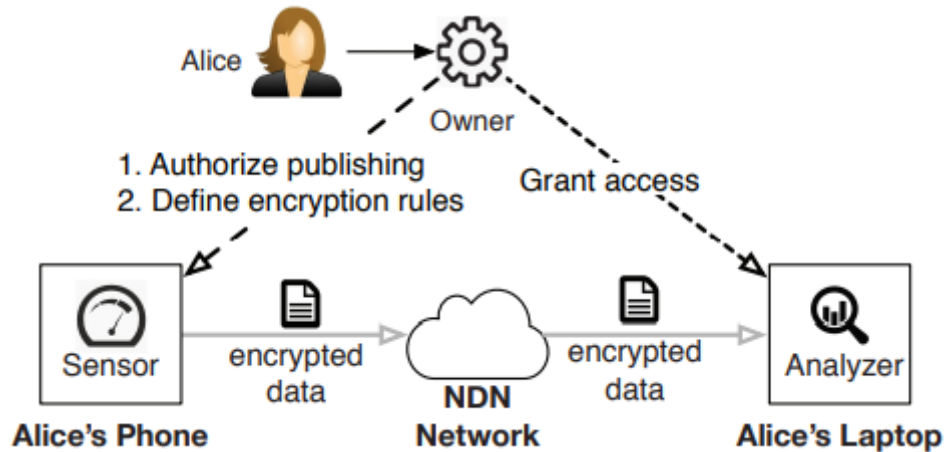 Alice
Owner
1. Authorize publishing
2. Define encryption rules
Grant access
Sensor
encrypted
data
encrypted
data
Analyzer
NDN
Network
Alice's Phone
Alice's Laptop